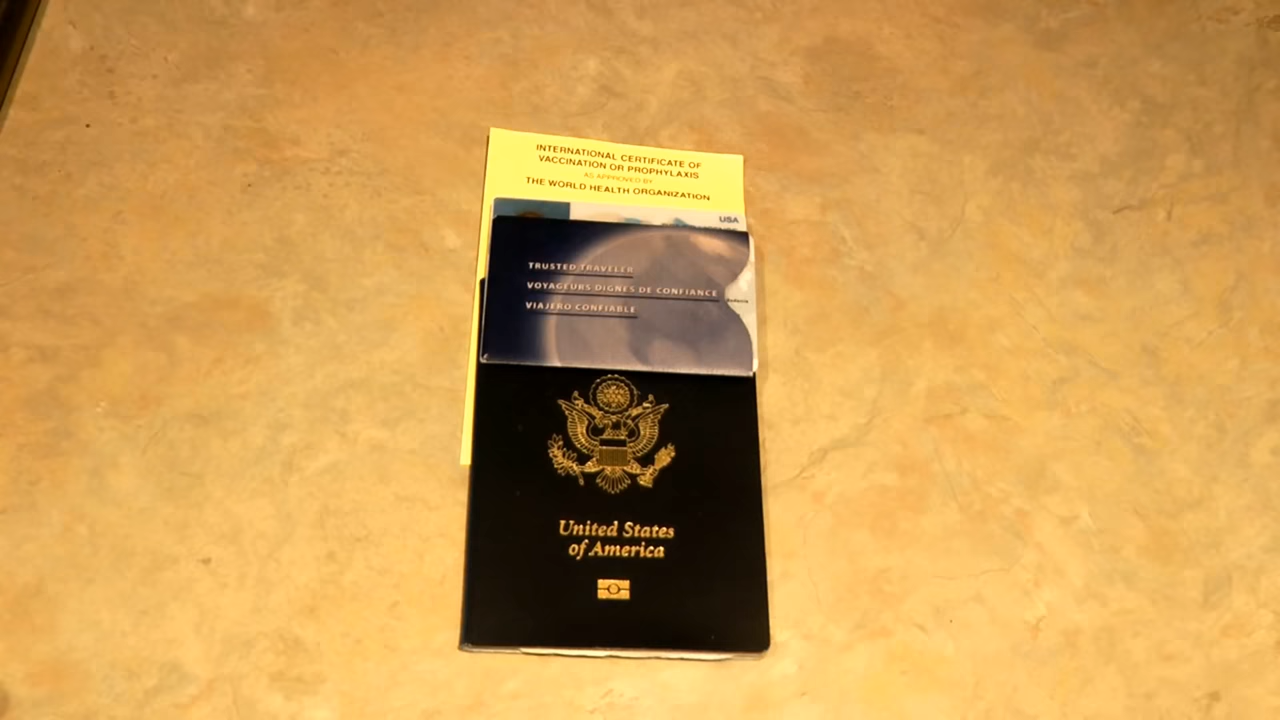 INTERNATIONAL CERTIFICATE OF
VACCINATION OR PROPHYLAXIS
AS APPROVED BY
THE WORLD HEALTH ORGANIZATION
USA
TRUSTED TRAVELER
VOYAGEURS DIGNES DE CONFIANCE
VIAJERO CONFIABLE
United States
of America